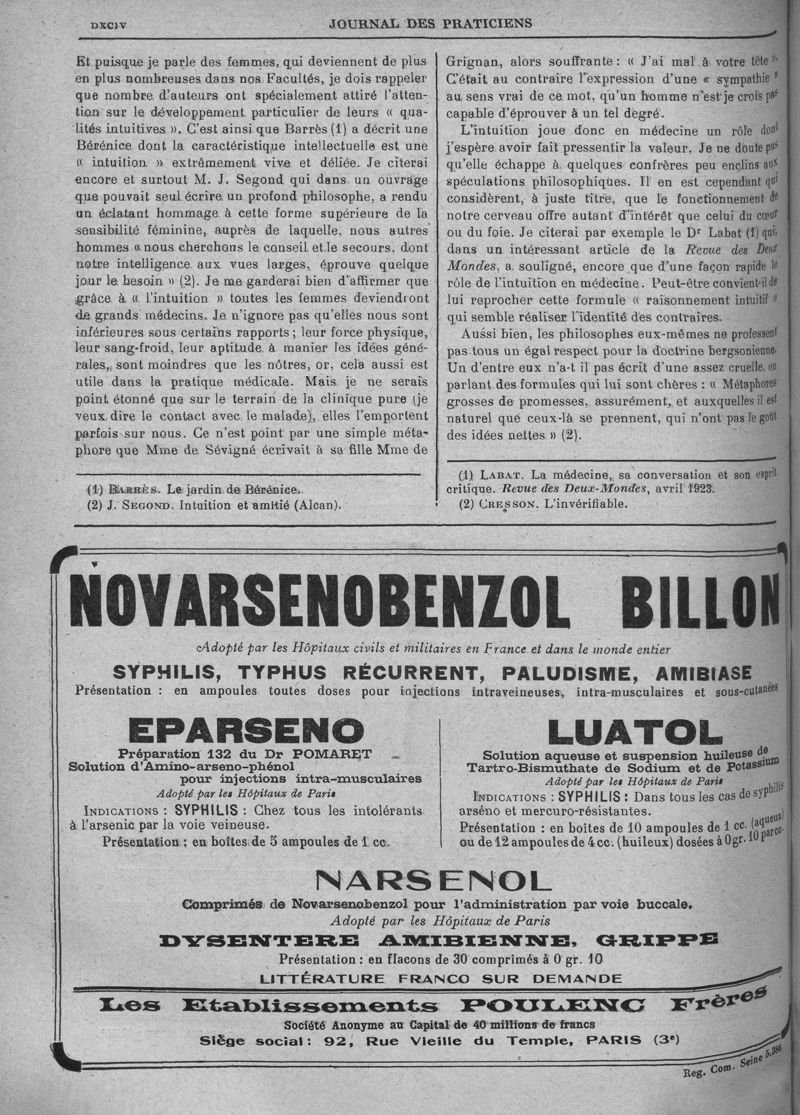 DXCIV
JOURNAL DES PRATICIENS
Et puisque je parle des femmes, qui deviennent de plus
en plus nombreuses dans nos Facultés, je dois rappeler
que nombre d'auteurs ont spécialement attiré l'atten-
tion sur le développement particulier de leurs « qua-
lités intuitives ». C'est ainsi que Barrès (1) a décrit une
Bérénice dont la caractéristique intellectuelle est une
« intuition » extrêmement vive et déliée. Je citerai
encore et surtout M. J. Segond qui dans un ouvrage
que pouvait seul écrire un profond philosophe, a rendu
un éclatant hommage à cette forme supérieure de la
sensibilité féminine, auprès de laquelle, nous autres
hommes « nous cherchons le conseil et le secours, dont
notre intelligence aux vues larges, éprouve quelque
jour le besoin » (2). Je me garderai bien d'affirmer que
grâce à « l'intuition » toutes les femmes deviendront
de grands médecins. Je n'ignore pas qu'elles nous sont
inférieures sous certains rapports ; leur force physique,
leur sang-froid, leur aptitude à manier les idées géné-
rales, sont moindres que les nôtres, or, cela aussi est
utile dans la pratique médicale. Mais je ne serais
point étonné que sur le terrain de la clinique pure (je
veux dire le contact avec le malade), elles l'emportent
parfois sur nous. Ce n'est point par une simple méta-
phore que Mme de Sévigné écrivait à sa fille Mme de
(1) BARRÈS. Le jardin de Bérénice.
(2) J. SEGOND. Intuition et amitié (Alcan).
Grignan, alors souffrante : « J'ai mal à votre tête ».
C'était au contraire l'expression d'une « sympathie »
au sens vrai de ce mot, qu'un homme n'est je crois pas
capable d'éprouver à un tel degré.
L'intuition joue donc en médecine un rôle dont
j'espère avoir fait pressentir la valeur. Je ne doute pas
qu'elle échappe à quelques confrères peu enclins aux
spéculations philosophiques. Il en est cependant qui
considèrent, à juste titre, que le fonctionnement de
notre cerveau offre autant d'intérêt que celui du cœur
ou du foie. Je citerai par exemple le Dr Labat (1) qui,
dans un intéressant article de la Revue des Deux
Mondes, a souligné, encore que d'une façon rapide le
rôle de l'intuition en médecine. Peut-être convient-il de
lui reprocher cette formule « raisonnement intuitif »
qui semble réaliser l'identité des contraires.
Aussi bien, les philosophes eux-mêmes ne professent
pas tous un égal respect pour la doctrine bergsonienne.
Un d'entre eux n'a-t il pas écrit d'une assez cruelle, en
parlant des formules qui lui sont chères : « Métaphores
grosses de promesses, assurément, et auxquelles il est
naturel que ceux-là se prennent, qui n'ont pas le goût
des idées nettes » (2).
(1) LABAT. La médecine, sa conversation et son esprit
critique. Revue des Deux-Mondes, avril 1923.
(2) CRESSON. L'invérifiable.
NOVARSENOBENZOL BILLON
Adopté par les Hôpitaux civils et militaires en France et dans le monde entier
SYPHILIS, TYPHUS RÉCURRENT, PALUDISME, AMIBIASE
Présentation : en ampoules toutes doses pour injections intraveineuses, intra-musculaires et sous-cutanées
EPARSENO
Préparation 132 du Dr POMARET
Solution d'Amino-arseno-phénol
pour injections intra-musculaires
Adopté par les Hôpitaux de Paris
INDICATIONS : SYPHILIS : Chez tous les intolérants
à l'arsenic par la voie veineuse.
Présentation : en boîtes de 5 ampoules de 1 cc.
LUATOL
Solution aqueuse et suspension huileuse de
Tartro-Bismuthate de Sodium et de Potassium
Adopté par les Hôpitaux de Paris
INDICATIONS : SYPHILIS : Dans tous les cas de syphilis
arséno et mercuro-résistantes.
Présentation : en boîtes de 10 ampoules de 1 cc. (aqueux)
ou de 12 ampoules de 4 cc. (huileux) dosées à 0 gr. 10 par cc.
NARSENOL
Comprimés de Novarsenobenzol pour l'administration par voie buccale.
Adopté par les Hôpitaux de Paris
DYSENTERE AMIBIENNE, GRIPPE
Présentation : en flacons de 30 comprimés à 0 gr. 10
LITTÉRATURE FRANCO SUR DEMANDE
Les Etablissements POULENC Frères
Société Anonyme au Capital de 40 millions de francs
Siège social : 92, Rue Vieille du Temple, PARIS (3e)
Reg. Com. Seine 5.386